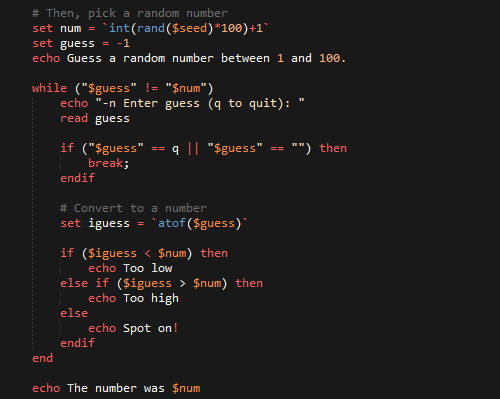 # Then, pick a random number
set num = `int(rand($seed)*100)+1`
set guess = -1
echo Guess a random number between 1 and 100.
while ("$guess" != "$num")
echo "-n Enter guess (q to quit): "
read guess
if ("$guess" == q || "$guess" == "") then
break;
endif
# Convert to a number
set iguess = `atof($guess)`
if ($iguess < $num) then
echo Too low
else if ($iguess > $num) then
echo Too high
else
echo Spot on!
endif
end
echo The number was $num